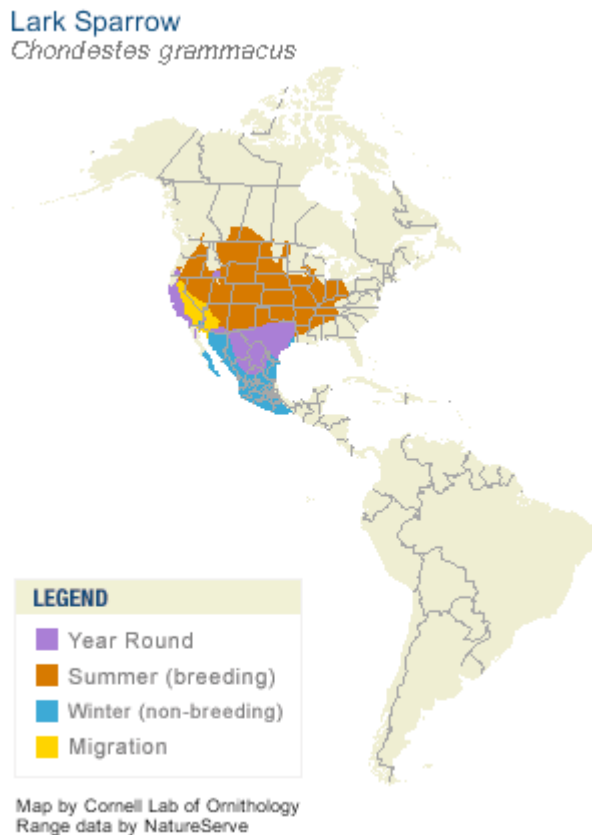 Lark Sparrow
Chondestes grammacus
LEGEND
Year Round
Summer (breeding)
Winter (non-breeding)
Migration
Map by Cornell Lab of Ornithology
Range data by NatureServe